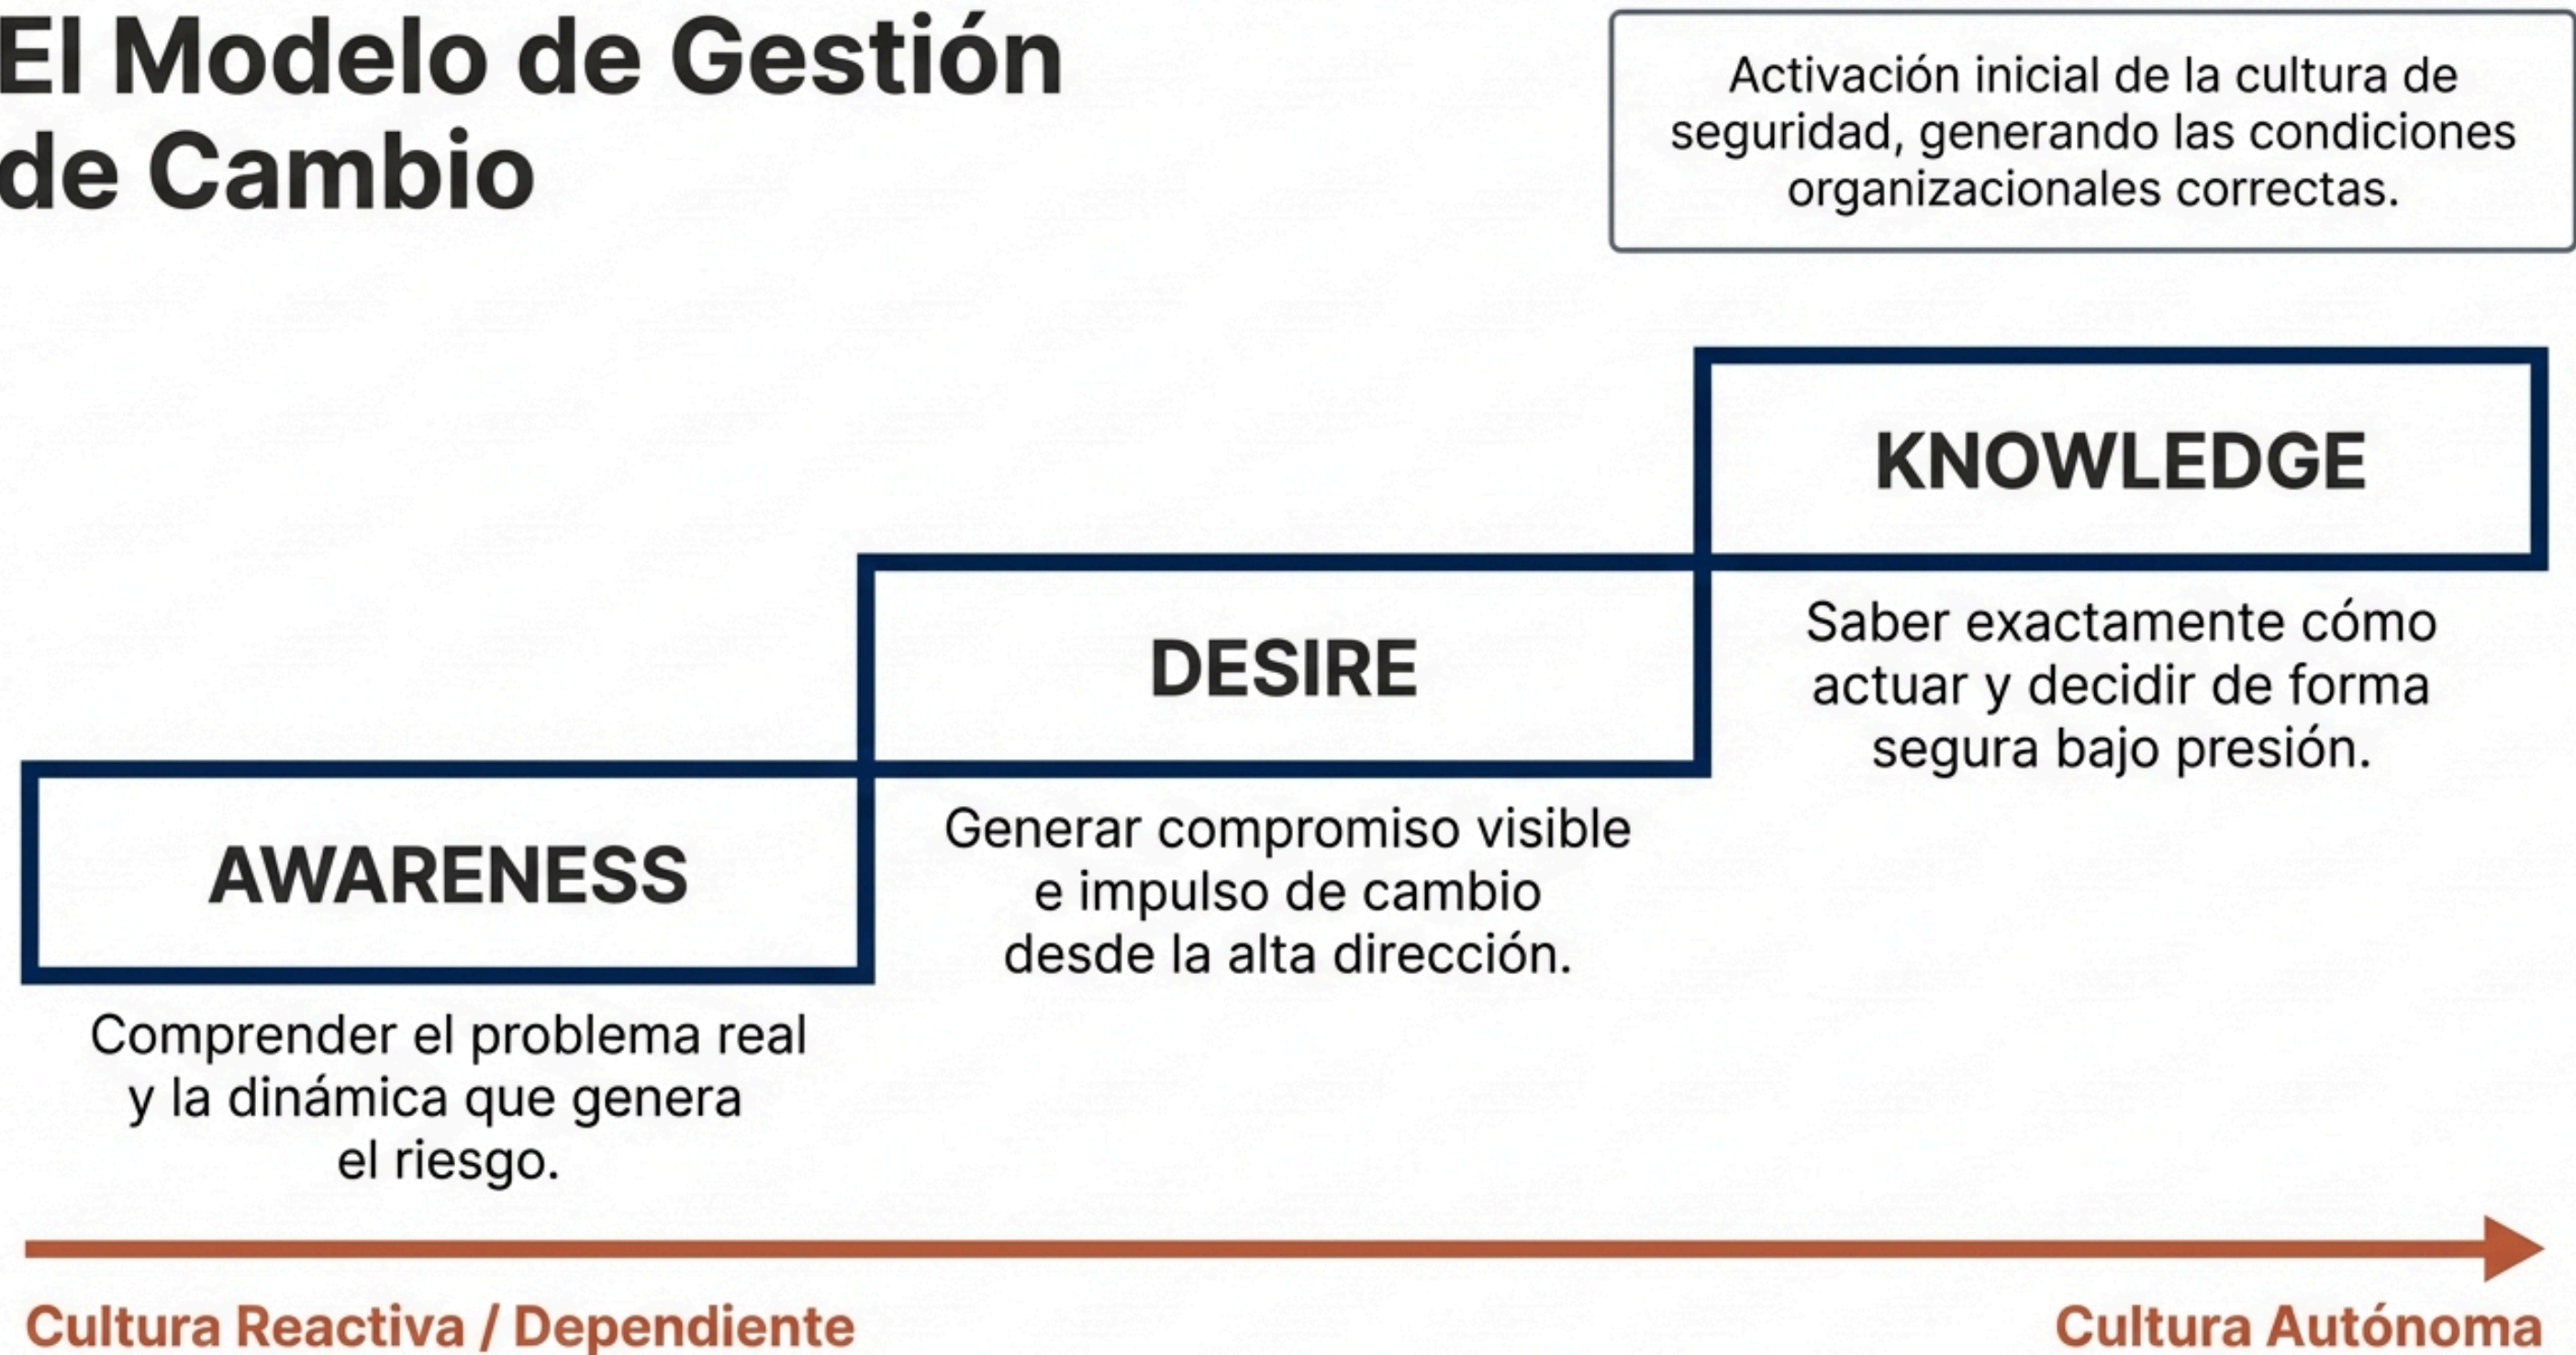 El Modelo de Gestión
de Cambio
Activación inicial de la cultura de
seguridad, generando las condiciones
organizacionales correctas.
KNOWLEDGE
Saber exactamente cómo
actuar y decidir de forma
segura bajo presión.
DESIRE
Generar compromiso visible
e impulso de cambio
desde la alta dirección.
AWARENESS
Comprender el problema real
y la dinámica que genera
el riesgo.
Cultura Reactiva / Dependiente
Cultura Autónoma